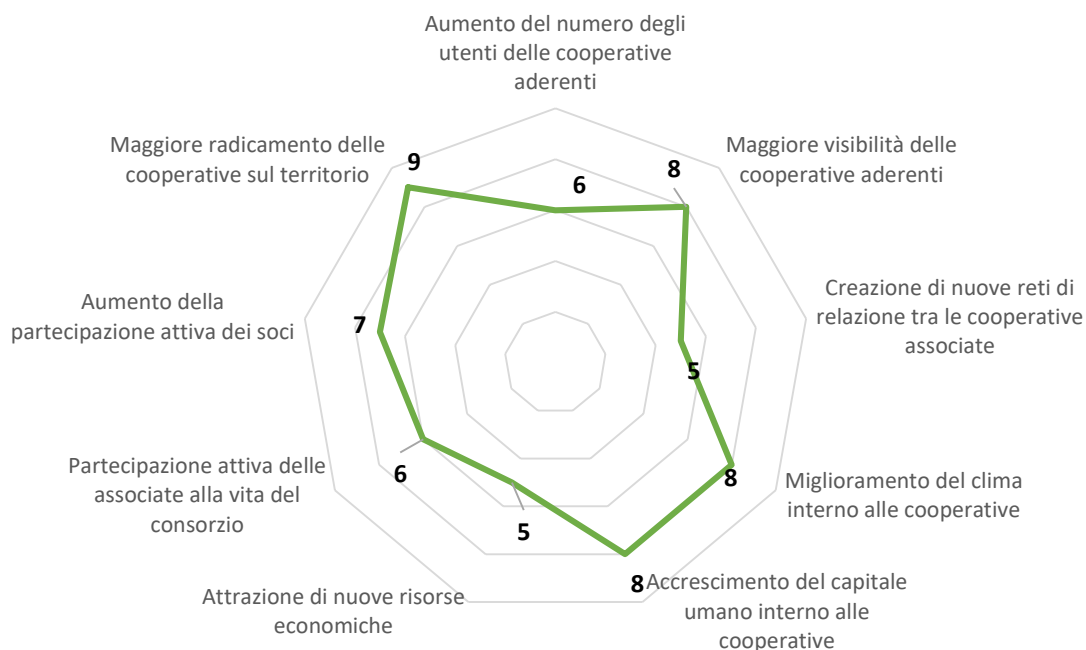 Aumento del numero degli
utenti delle cooperative
aderenti
Maggiore radicamento delle
cooperative sul territorio
9
8
Maggiore visibilità delle
cooperative aderenti
6
Aumento della
partecipazione attiva dei soci
7
Creazione di nuove reti di
relazione tra le cooperative
associate
5
Partecipazione attiva delle
associate alla vita del
consorzio
6
8
Miglioramento del clima
interno alle cooperative
5
Attrazione di nuove risorse
economiche
8
Accrescimento del capitale
umano interno alle
cooperative